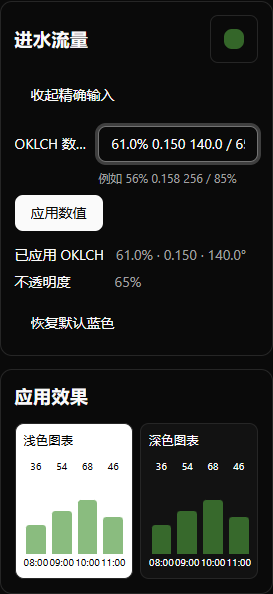 进水流量
收起精确输入
OKLCH 数...
61.0% 0.150 140.0 / 6
例如 56% 0.158 256 / 85%
应用数值
已应用 OKLCH 61.0% · 0.150 · 140.0°
不透明度 65%
恢复默认蓝色
应用效果
浅色图表
36 54 68 46
08:00 09:00 10:00 11:00
深色图表
36 54 68 46
08:00 09:00 10:00 11:00